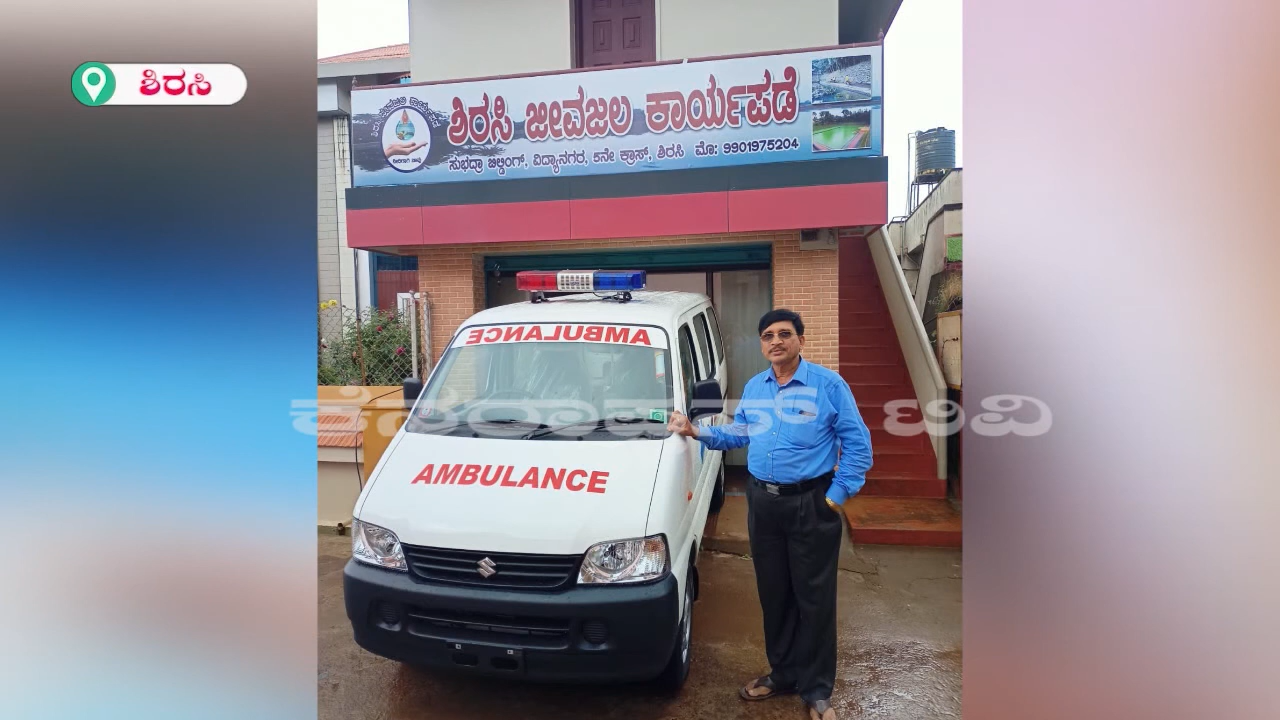 ಶಿರಸಿ
ಶಿರಸಿ ಜೀವಜಲ ಕಾರ್ಯಪಡೆ
ಸುಭದ್ರಾ ಬಿಲ್ಡಿಂಗ್, ವಿದ್ಯಾನಗರ, 5ನೇ ಕ್ರಾಸ್, ಶಿರಸಿ ಮೊ: 9901975204
AMBULANCE
AMBULANCE
ಟಿವಿ